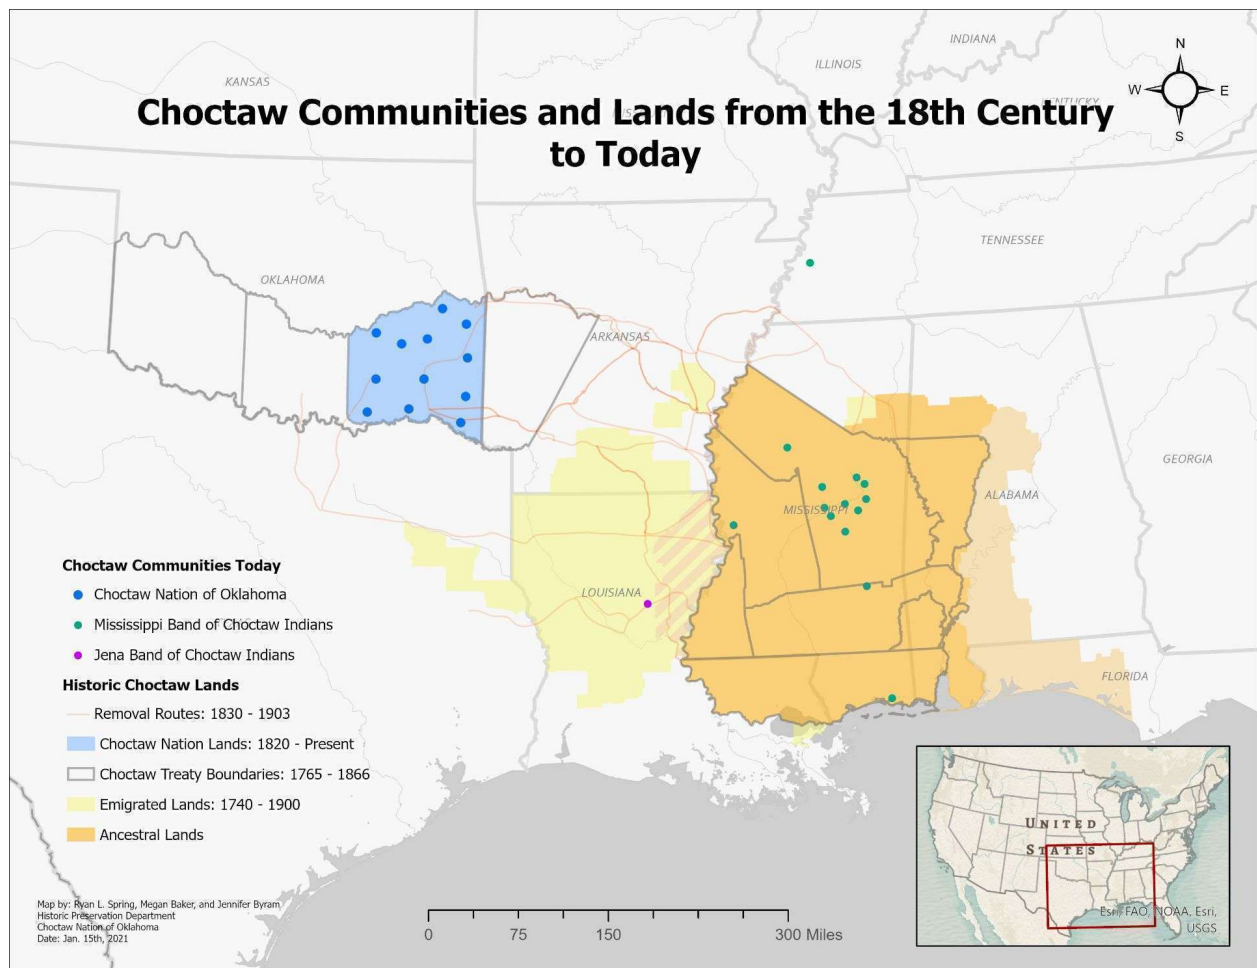 INDIANA
ILLINOIS
KANSAS
KENTUCKY
N
W E
S
Choctaw Communities and Lands from the 18th Century
to Today
TENNESSEE
OKLAHOMA
ARKANSAS
GEORGIA
ALABAMA
MISSISSIPPI
LOUISIANA
FLORIDA
Choctaw Communities Today
Choctaw Nation of Oklahoma
Mississippi Band of Choctaw Indians
Jena Band of Choctaw Indians
Historic Choctaw Lands
Removal Routes: 1830 - 1903
Choctaw Nation Lands: 1820 - Present
Choctaw Treaty Boundaries: 1765 - 1866
Emigrated Lands: 1740 - 1900
Ancestral Lands
Map by: Ryan L. Spring, Megan Baker, and Jennifer Byram
Historic Preservation Department
Choctaw Nation of Oklahoma
Date: Jan. 15th, 2021
0 75 150 300 Miles
UNITED
STATES
Esri, FAO, NOAA, Esri,
USGS